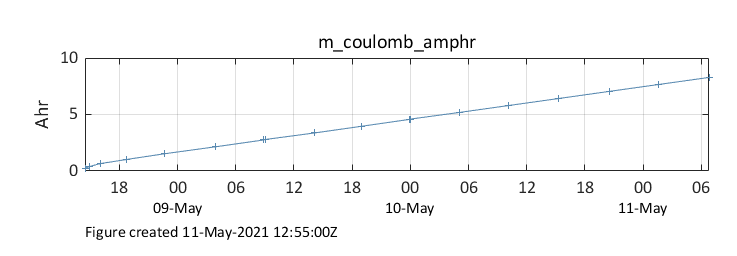 m_coulomb_amphr
10
5
0
Ahr
18 00 06 12 18 00 06 12 18 00 06
09-May 10-May 11-May
Figure created 11-May-2021 12:55:00Z